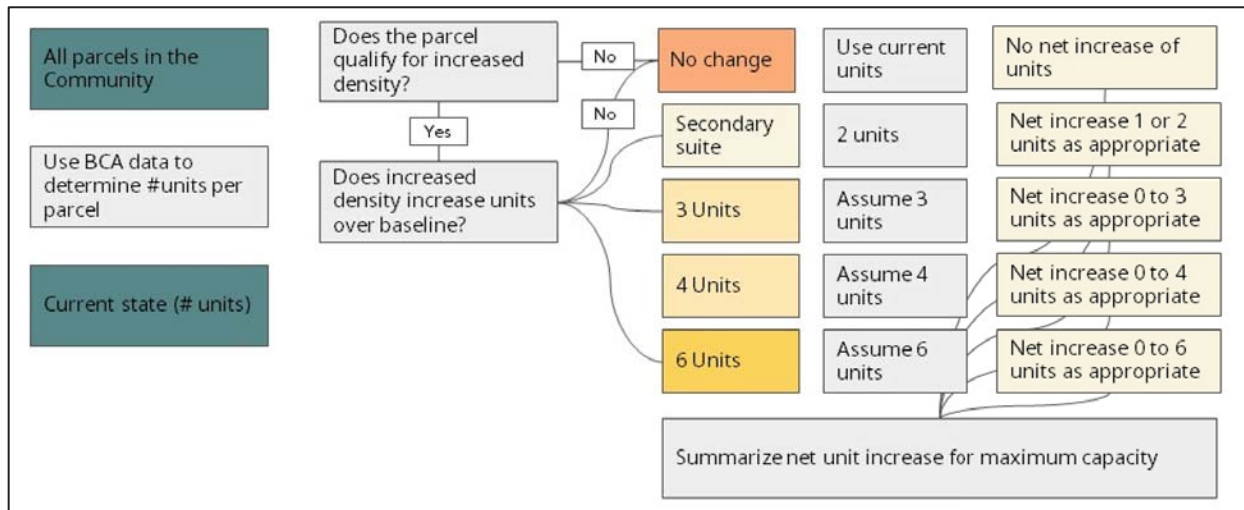 All parcels in the
Community
Use BCA data to
determine #units per
parcel
Current state (# units)
Does the parcel
qualify for increased
density?
No
Yes
No
Does increased
density increase units
over baseline?
No change
Use current
units
No net increase of
units
Secondary
suite
2 units
Net increase 1 or 2
units as appropriate
3 Units
Assume 3
units
Net increase 0 to 3
units as appropriate
4 Units
Assume 4
units
Net increase 0 to 4
units as appropriate
6 Units
Assume 6
units
Net increase 0 to 6
units as appropriate
Summarize net unit increase for maximum capacity